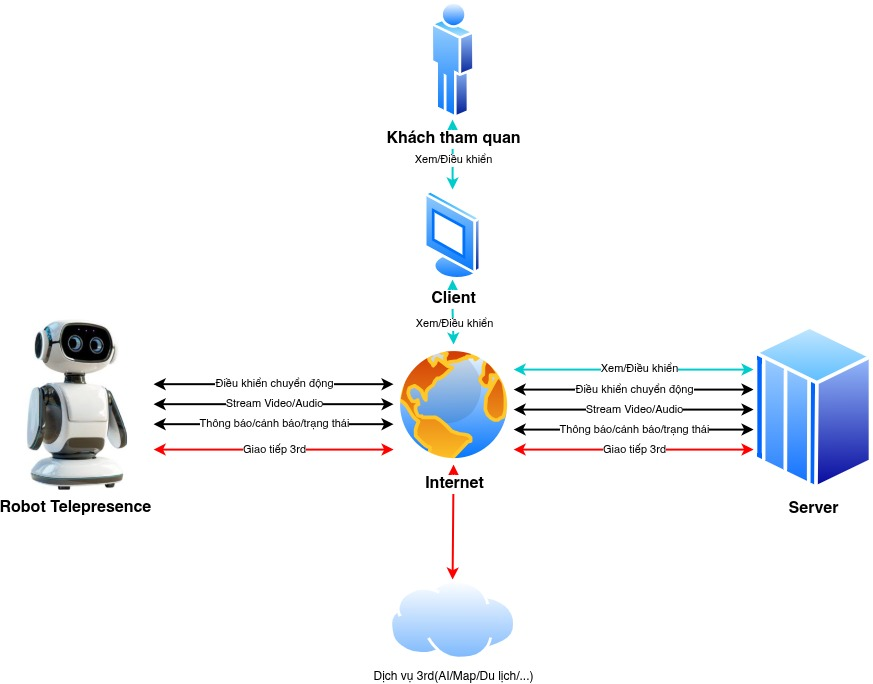 Khách tham quan
Xem/Điều khiển
Client
Xem/Điều khiển
Điều khiển chuyển động
Stream Video/Audio
Thông báo/cảnh báo/trạng thái
Giao tiếp 3rd
Xem/Điều khiển
Điều khiển chuyển động
Stream Video/Audio
Thông báo/cánh báo/trạng thái
Giao tiếp 3rd
Robot Telepresence
Internet
Server
Dịch vụ 3rd(AI/Map/Du lịch/...)